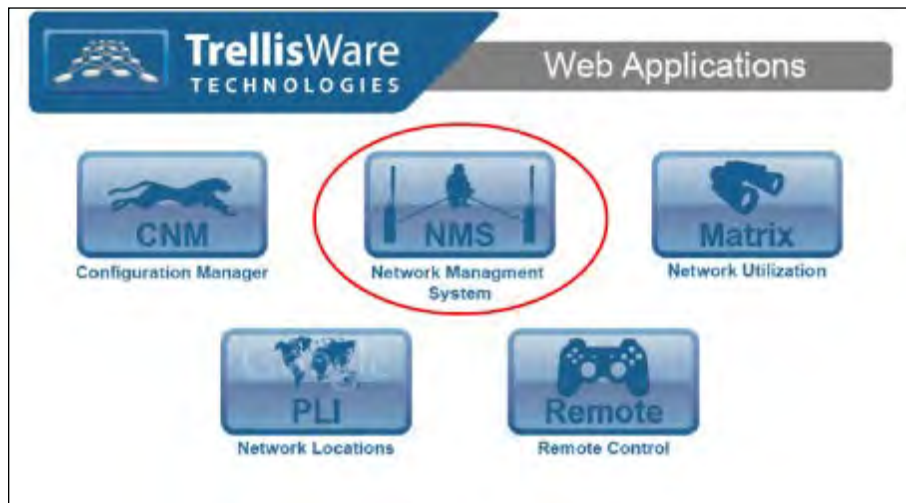 TrellisWare
TECHNOLOGIES
Web Applications
CNM
NMS
Matrix
Configuration Manager
Network Managment
System
Network Utilization
PLI
Remote
Network Locations
Remote Control